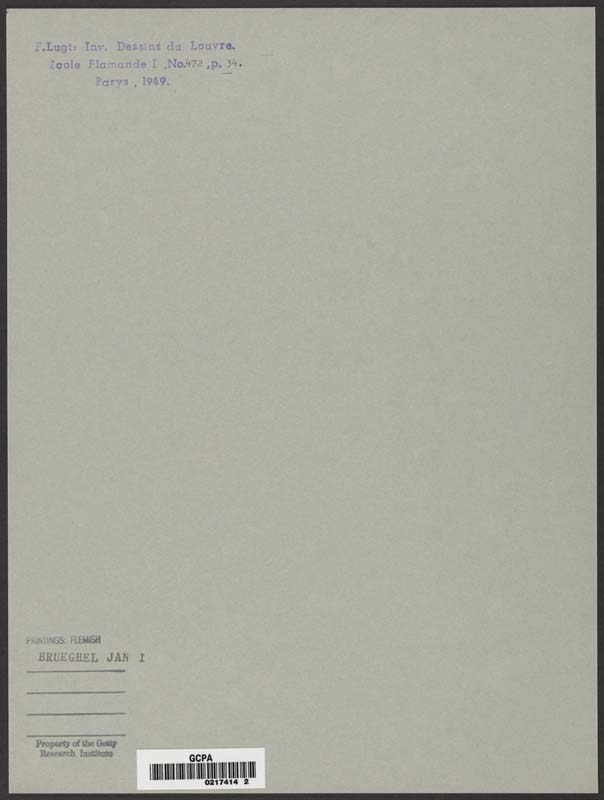 F.Lugt: Inv. Dessins du Louvre.
École Flamande I ,No.472 ,p. 34.
Parys , 1949.
PAINTINGS: FLEMISH
BRUEGHEL JAN I
Property of the Getty
Research Institute
GCPA
0217414 2